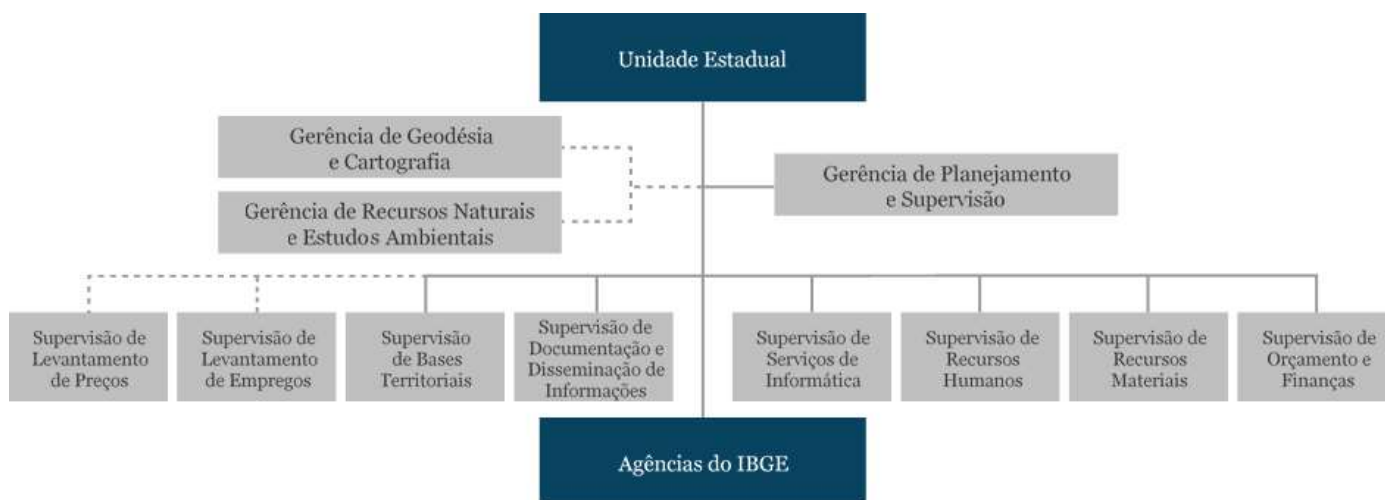 Unidade Estadual
Gerência de Geodésia
e Cartografia
Gerência de Planejamento
e Supervisão
Gerência de Recursos Naturais
e Estudos Ambientais
Supervisão de
Levantamento
de Preços
Supervisão de
Levantamento
de Empregos
Supervisão
de Bases
Territoriais
Supervisão de
Documentação e
Disseminação de
Informações
Supervisão de
Serviços de
Informática
Supervisão de
Recursos
Humanos
Supervisão de
Recursos
Materiais
Supervisão de
Orçamento e
Finanças
Agências do IBGE